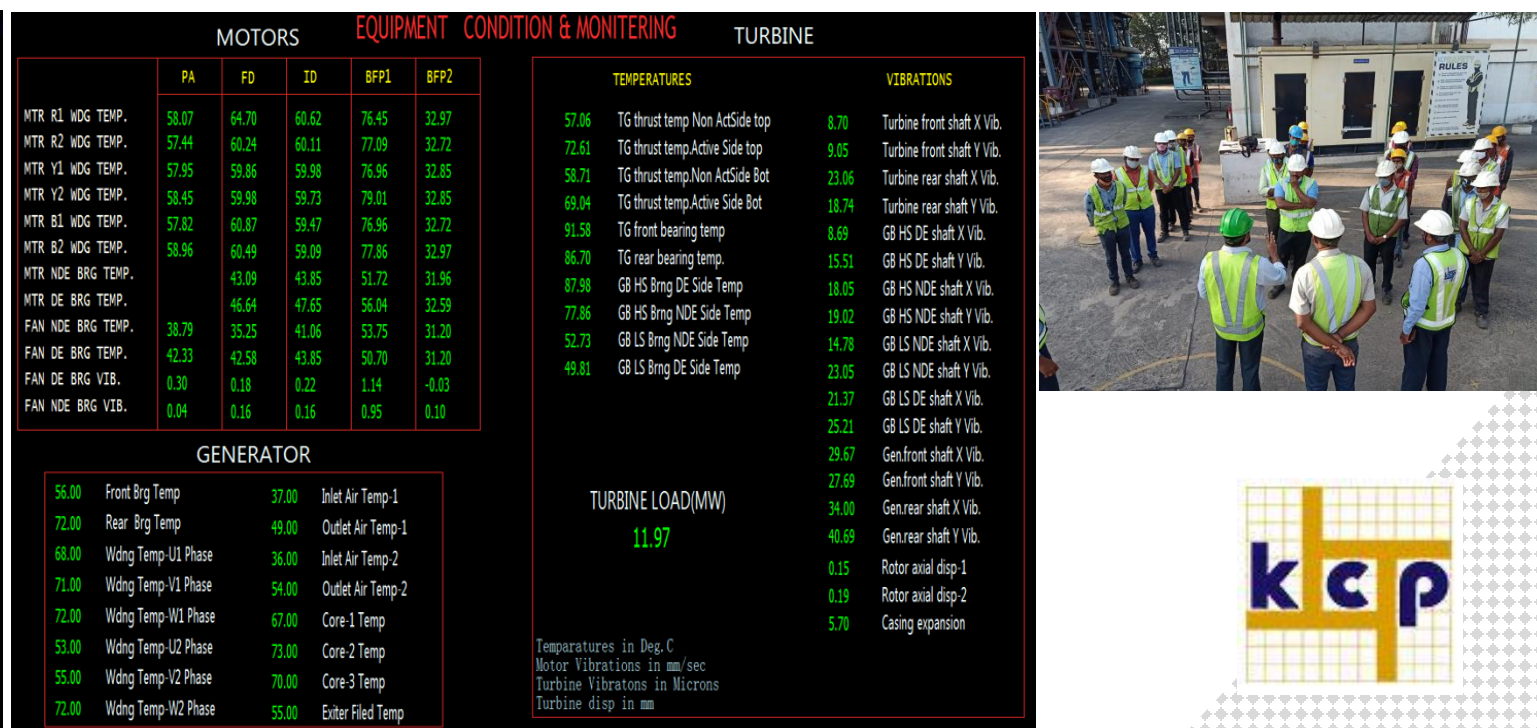 EQUIPMENT CONDITION & MONITERING
MOTORS
PA FD ID BFP1 BFP2
MTR R1 WDG TEMP. 58.07 64.70 60.62 76.45 32.97
MTR R2 WDG TEMP. 57.44 60.24 60.11 77.09 32.72
MTR Y1 WDG TEMP. 57.95 59.86 59.98 76.96 32.85
MTR Y2 WDG TEMP. 58.45 59.98 59.73 79.01 32.85
MTR B1 WDG TEMP. 57.82 60.87 59.47 76.96 32.72
MTR B2 WDG TEMP. 58.96 60.49 59.09 77.86 32.97
MTR NDE BRG TEMP. 43.09 43.85 51.72 31.96
MTR DE BRG TEMP. 46.64 47.65 56.04 32.59
FAN NDE BRG TEMP. 38.79 35.25 41.06 53.75 31.20
FAN DE BRG TEMP. 42.33 42.58 43.85 50.70 31.20
FAN DE BRG VIB. 0.30 0.18 0.22 1.14 -0.03
FAN NDE BRG VIB. 0.04 0.16 0.16 0.95 0.10
GENERATOR
56.00 Front Brg Temp 37.00 Inlet Air Temp-1
72.00 Rear Brg Temp 49.00 Outlet Air Temp-1
68.00 Wdng Temp-U1 Phase 36.00 Inlet Air Temp-2
71.00 Wdng Temp-V1 Phase 54.00 Outlet Air Temp-2
72.00 Wdng Temp-W1 Phase 67.00 Core-1 Temp
53.00 Wdng Temp-U2 Phase 73.00 Core-2 Temp
55.00 Wdng Temp-V2 Phase 70.00 Core-3 Temp
72.00 Wdng Temp-W2 Phase 55.00 Exiter Filed Temp
TURBINE
TEMPERATURES
57.06 TG thrust temp Non ActSide top
72.61 TG thrust temp.Active Side top
58.71 TG thrust temp.Non ActSide Bot
69.04 TG thrust temp.Active Side Bot
91.58 TG front bearing temp
86.70 TG rear bearing temp.
87.98 GB HS Brng DE Side Temp
77.86 GB HS Brng NDE Side Temp
52.73 GB LS Brng NDE Side Temp
49.81 GB LS Brng DE Side Temp
TURBINE LOAD(MW)
11.97
Temparatures in Deg.C
Motor Vibrations in mm/sec
Turbine Vibratons in Microns
Turbine disp in mm
VIBRATIONS
8.70 Turbine front shaft X Vib.
9.05 Turbine front shaft Y Vib.
23.06 Turbine rear shaft X Vib.
18.74 Turbine rear shaft Y Vib.
8.69 GB HS DE shaft X Vib.
15.51 GB HS DE shaft Y Vib.
18.05 GB HS NDE shaft X Vib.
19.02 GB HS NDE shaft Y Vib.
14.78 GB LS NDE shaft X Vib.
23.05 GB LS NDE shaft Y Vib.
21.37 GB LS DE shaft X Vib.
25.21 GB LS DE shaft Y Vib.
29.67 Gen.front shaft X Vib.
27.69 Gen.front shaft Y Vib.
34.00 Gen.rear shaft X Vib.
40.69 Gen.rear shaft Y Vib.
0.15 Rotor axial disp-1
0.19 Rotor axial disp-2
5.70 Casing expansion
RULES
kcp